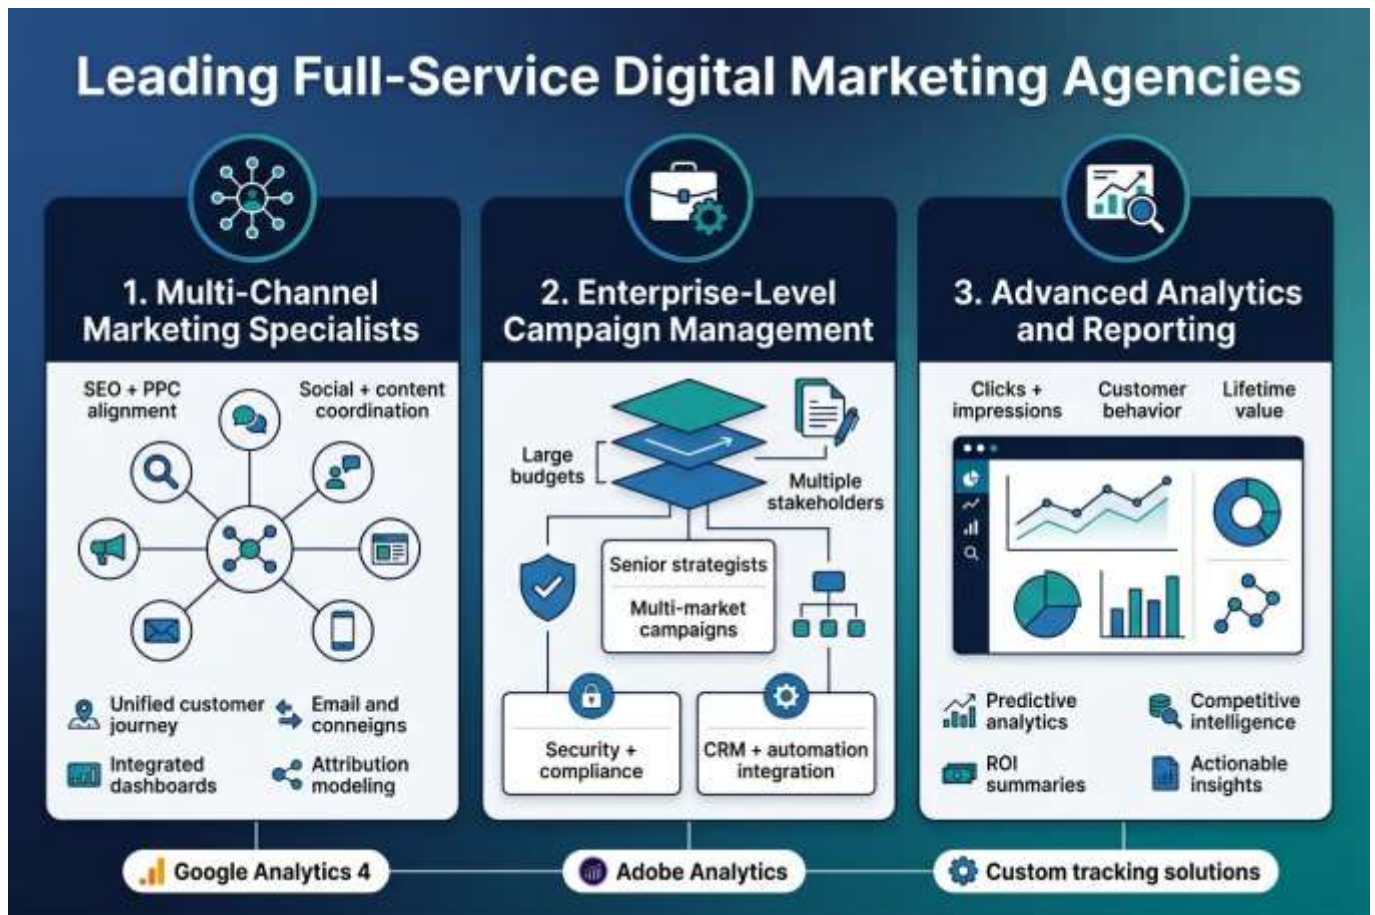 Leading Full-Service Digital Marketing Agencies
1. Multi-Channel
Marketing Specialists
SEO + PPC
alignment
Social + content
coordination
Unified customer
journey
Email and
conneigns
Integrated
dashboards
Attribution
modeling
2. Enterprise-Level
Campaign Management
Large
budgets
Multiple
stakeholders
Senior strategists
Multi-market
campaigns
Security +
compliance
CRM + automation
integration
3. Advanced Analytics
and Reporting
Clicks +
impressions
Customer
behavior
Lifetime
value
Predictive
analytics
Competitive
intelligence
ROI
summaries
Actionable
insights
Google Analytics 4
Adobe Analytics
Custom tracking solutions